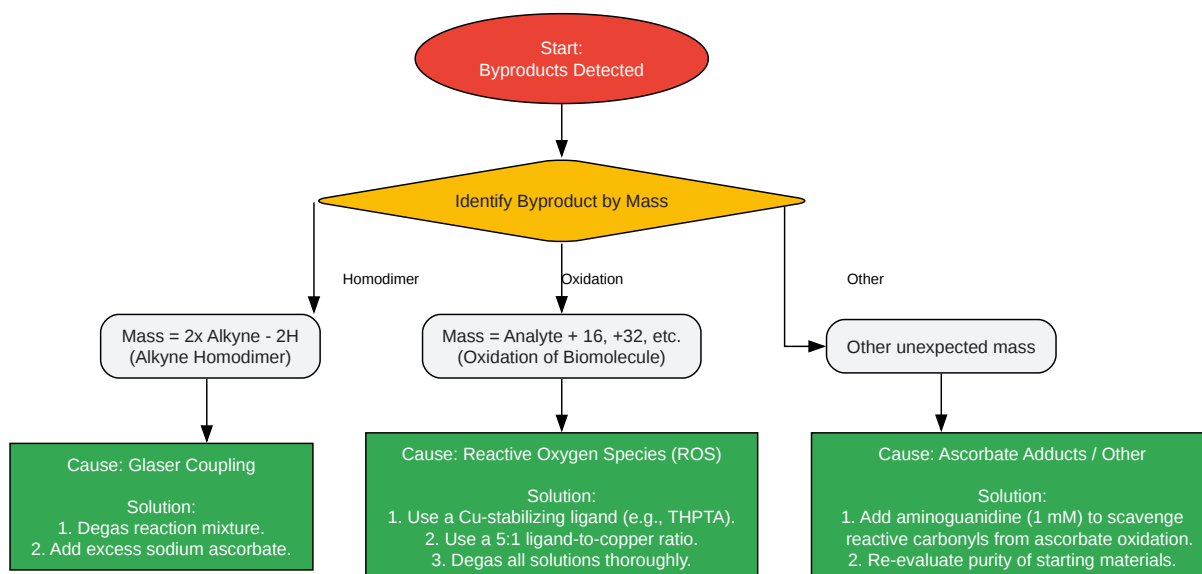 Start:
Byproducts Detected
Identify Byproduct by Mass
Homodimer
Oxidation
Other
Mass = 2x Alkyne - 2H
(Alkyne Homodimer)
Mass = Analyte + 16, +32, etc.
(Oxidation of Biomolecule)
Other unexpected mass
Cause: Glaser Coupling
Solution:
1. Degas reaction mixture.
2. Add excess sodium ascorbate.
Cause: Reactive Oxygen Species (ROS)
Solution:
1. Use a Cu-stabilizing ligand (e.g., THPTA).
2. Use a 5:1 ligand-to-copper ratio.
3. Degas all solutions thoroughly.
Cause: Ascorbate Adducts / Other
Solution:
1. Add aminoguanidine (1 mM) to scavenge
reactive carbonyls from ascorbate oxidation.
2. Re-evaluate purity of starting materials.